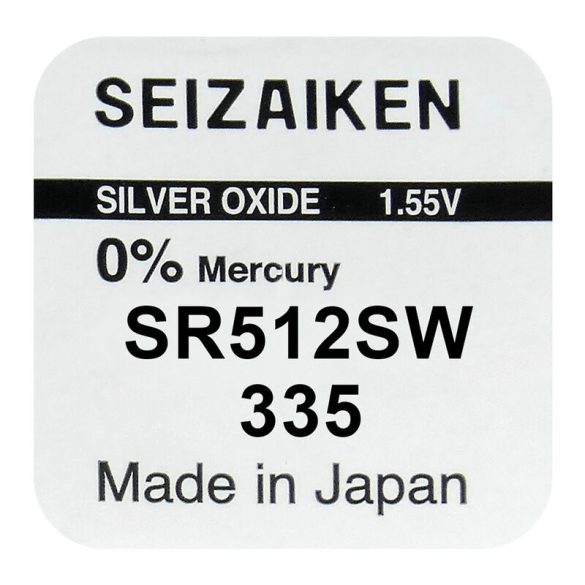 SEIZAIKEN
SILVER OXIDE 1.55V
0% Mercury
SR512SW
335
Made in Japan